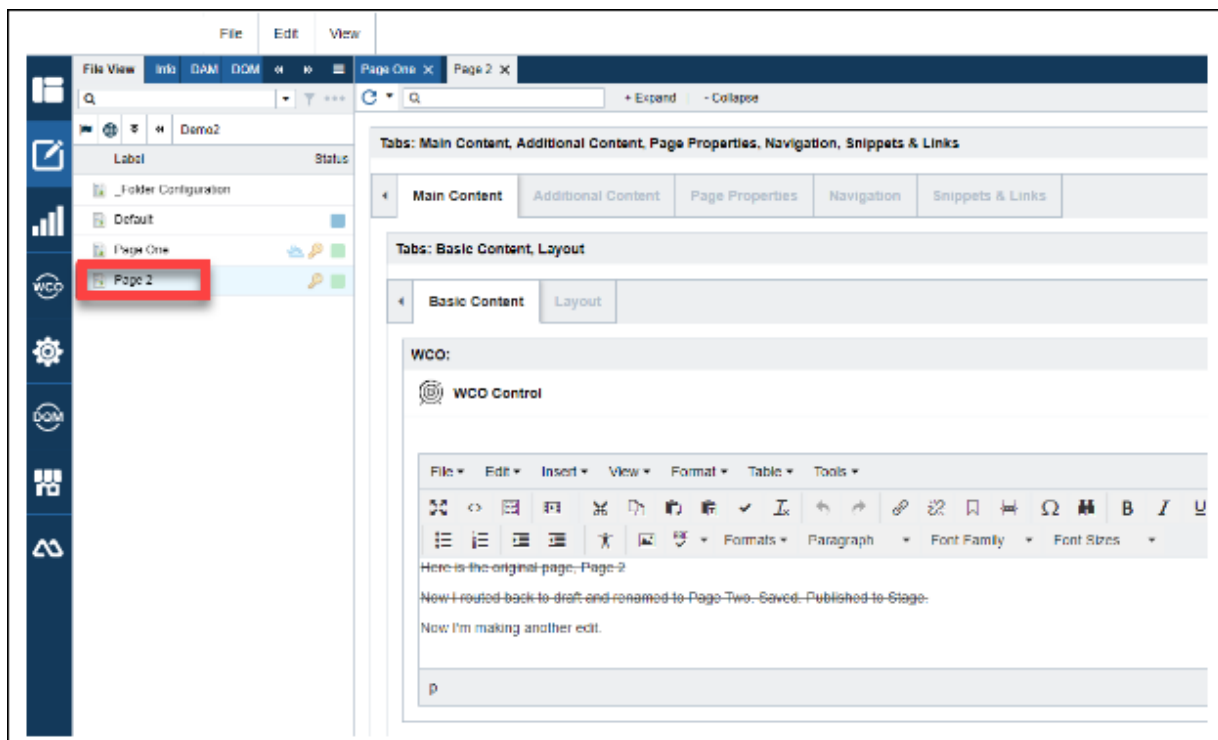 File Edit View
File View Info DAM DOM
Page One Page 2
+ Expand - Collapse
Demo2
Label Status
_Folder Configuration
Default
Page One
Page 2
WCO
DOM
Tabs: Main Content, Additional Content, Page Properties, Navigation, Snippets & Links
Main Content Additional Content Page Properties Navigation Snippets & Links
Tabs: Basic Content, Layout
Basic Content Layout
WCO:
WCO Control
File Edit Insert View Format Table Tools
Ω B I U
Formats Paragraph Font Family Font Sizes
Here is the original page, Page 2
Now I routed back to draft and renamed to Page Two. Saved. Published to Stage.
Now I'm making another edit.
p